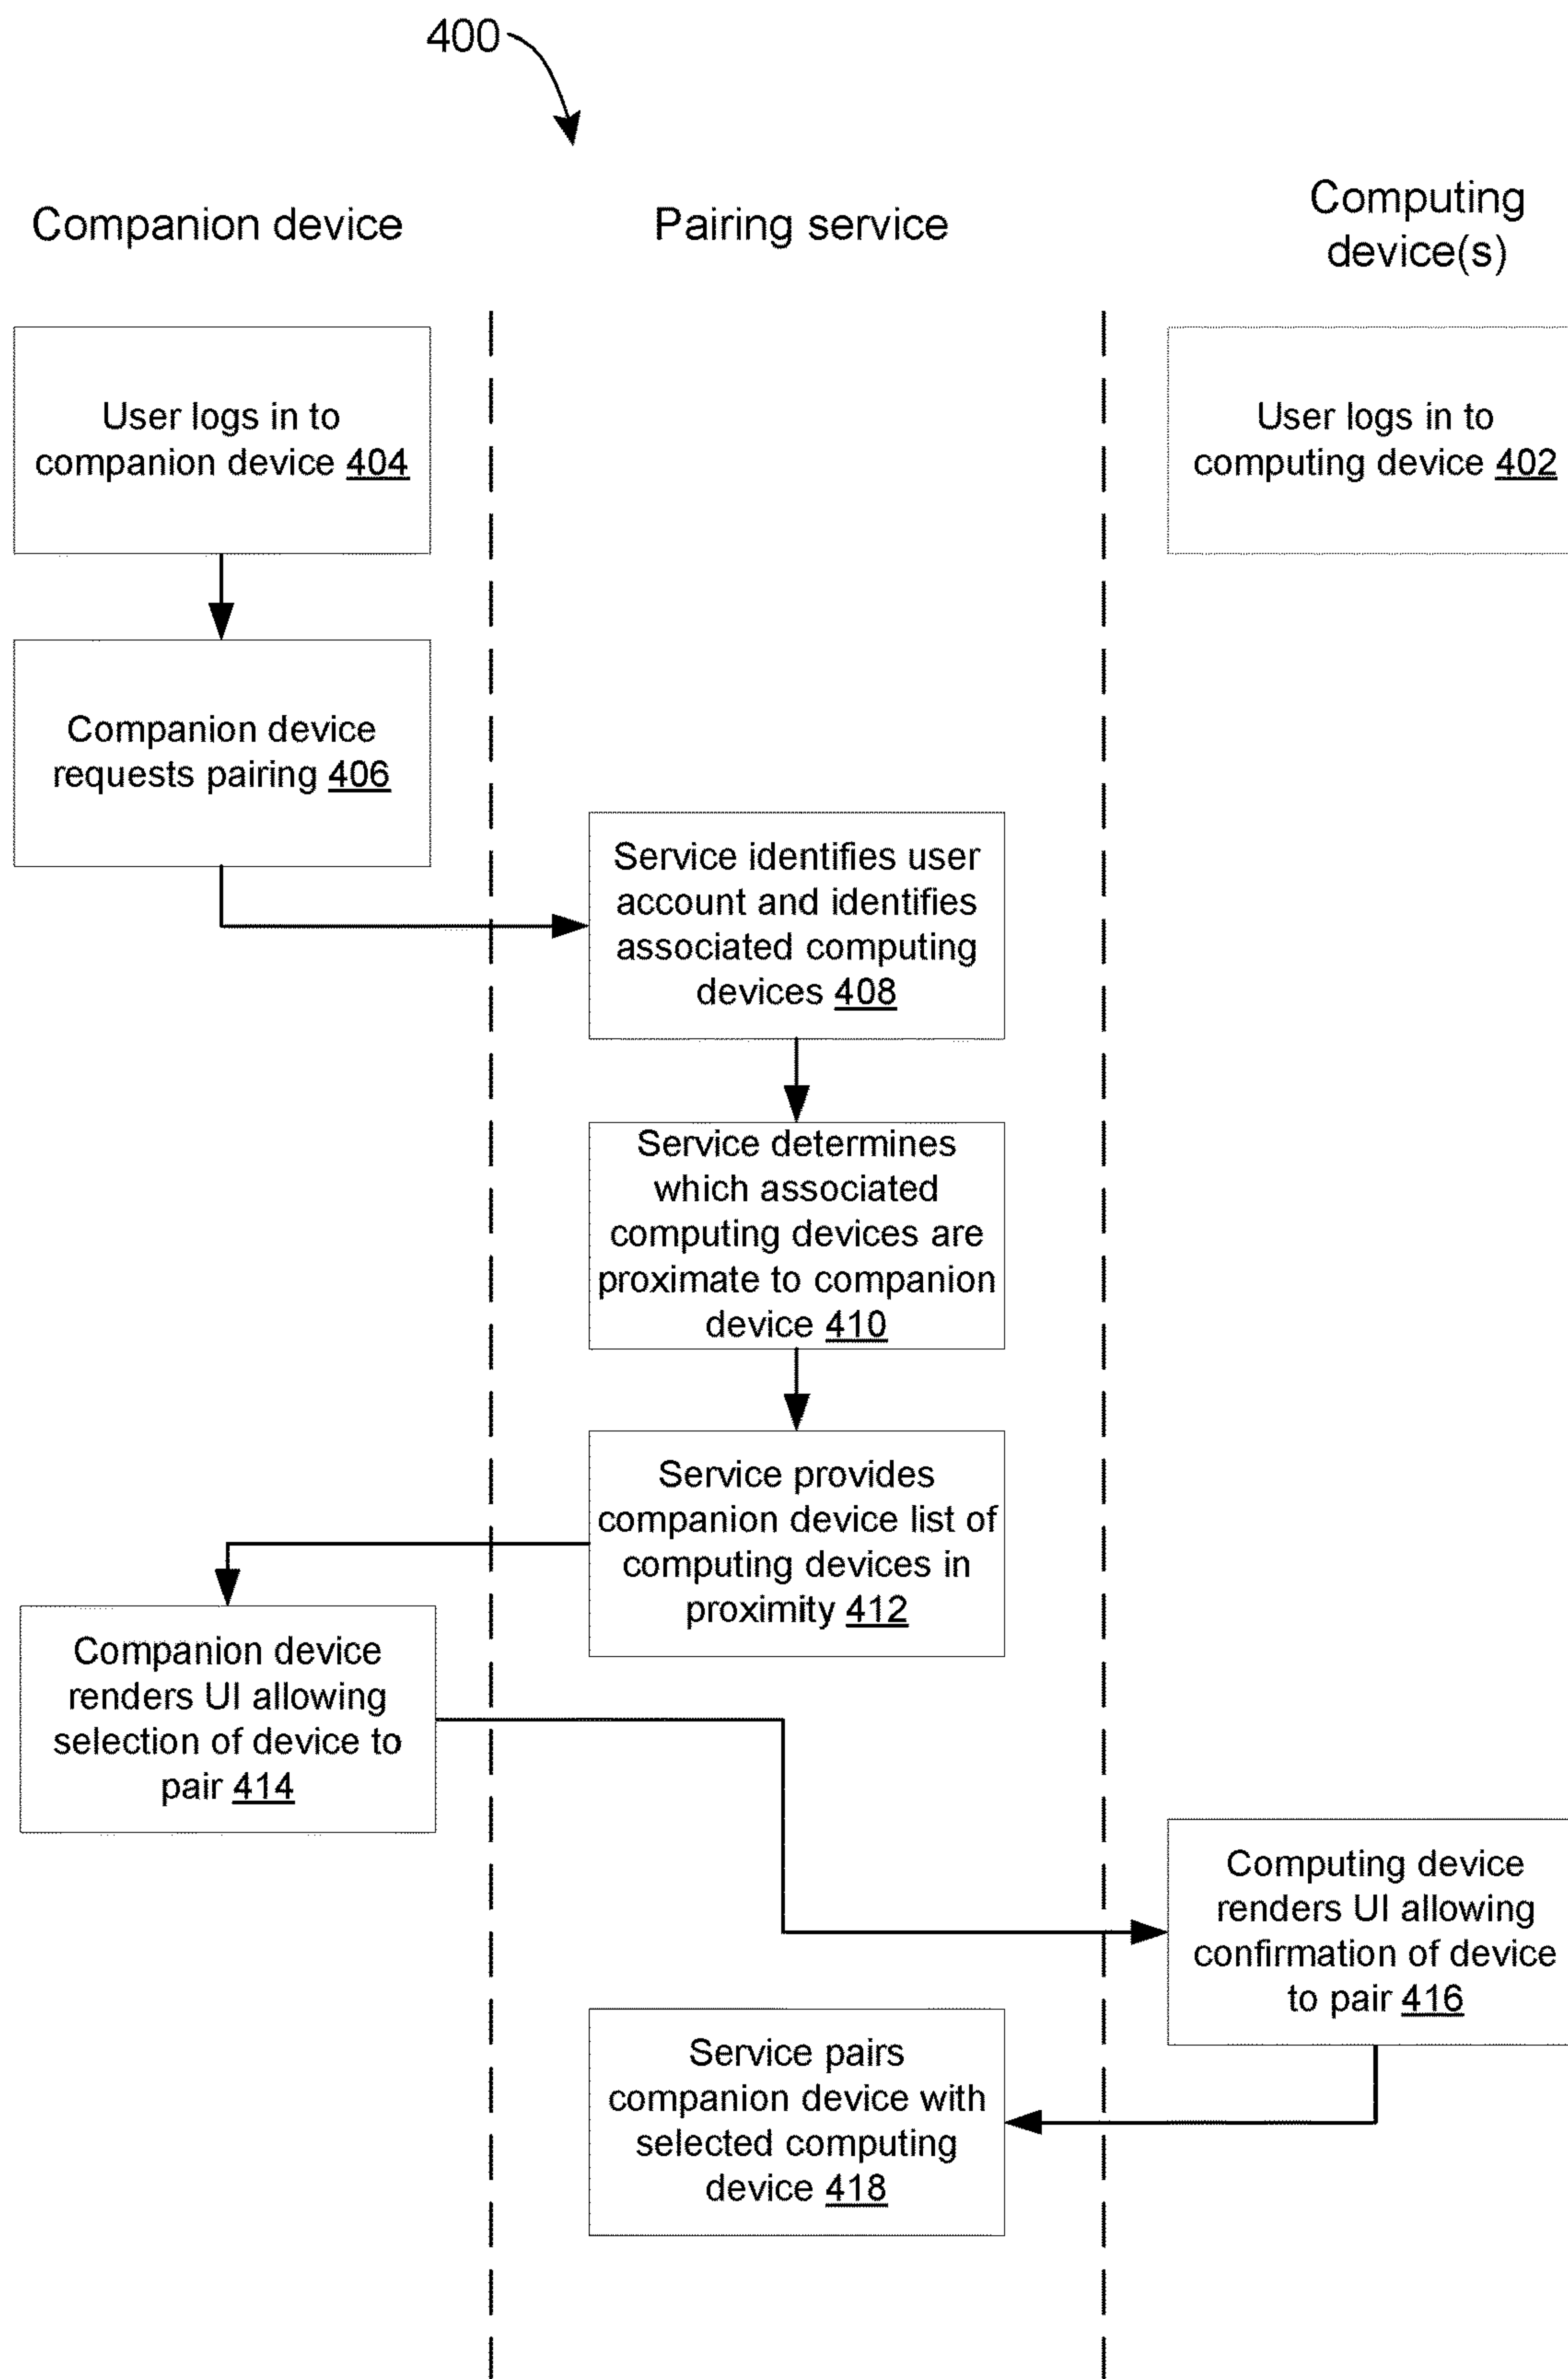 400
Companion device
Pairing service
Computing
device(s)
User logs in to
companion device 404
User logs in to
computing device 402
Companion device
requests pairing 406
Service identifies user
account and identifies
associated computing
devices 408
Service determines
which associated
computing devices are
proximate to companion
device 410
Service provides
companion device list of
computing devices in
proximity 412
Companion device
renders UI allowing
selection of device to
pair 414
Computing device
renders UI allowing
confirmation of device
to pair 416
Service pairs
companion device with
selected computing
device 418